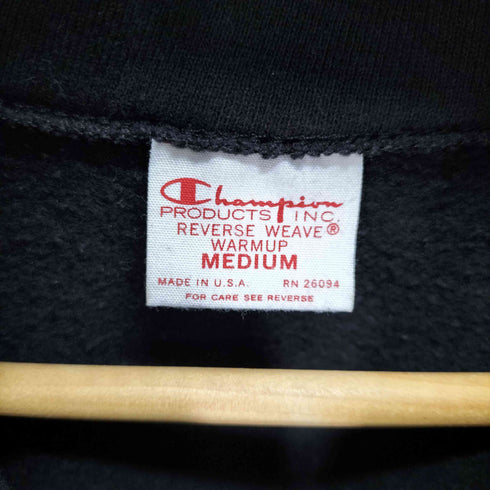 Champion
PRODUCTS INC.
REVERSE WEAVE®
WARMUP
MEDIUM
MADE IN U.S.A. RN 26094
FOR CARE SEE REVERSE